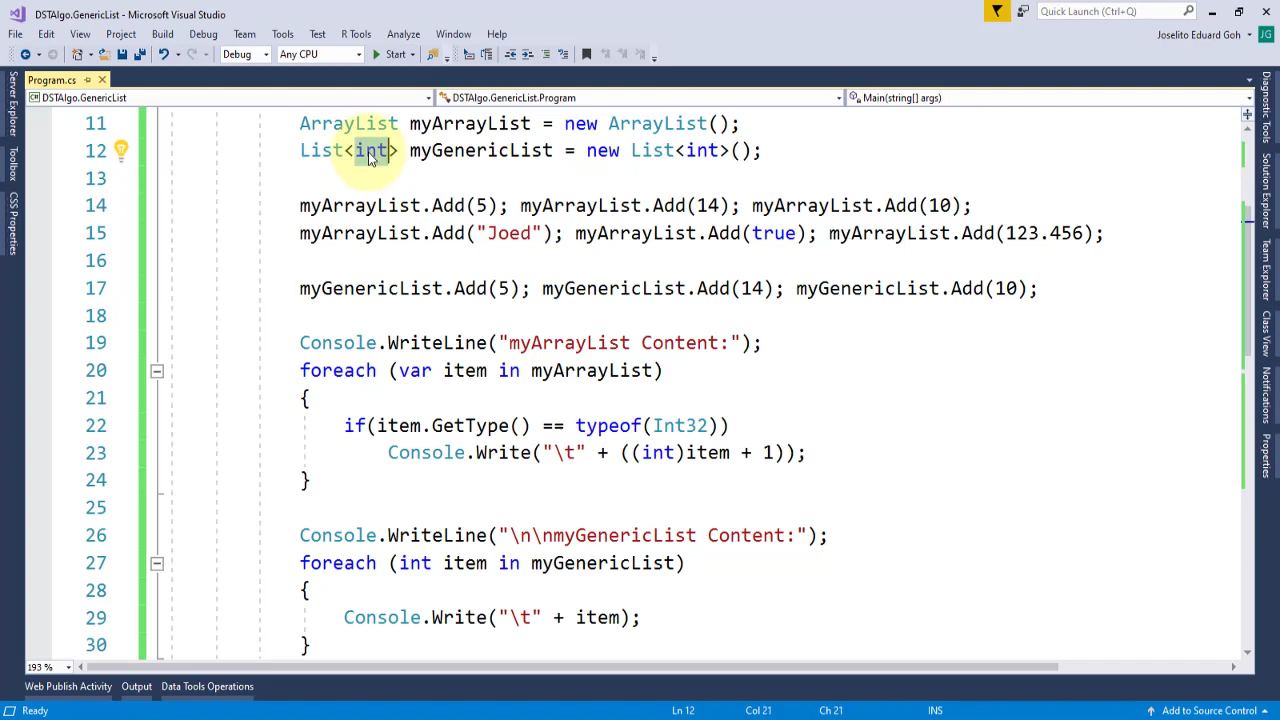 DSTAlgo.GenericList - Microsoft Visual Studio
Quick Launch (Ctrl+Q)
File Edit View Project Build Debug Team Tools Test R Tools Analyze Window Help
Joselito Eduard Goh JG
Debug Any CPU Start
Program.cs
DSTAlgo.GenericList DSTAlgo.GenericList.Program Main(string[] args)
11 ArrayList myArrayList = new ArrayList();
12 List<int> myGenericList = new List<int>();
13
14 myArrayList.Add(5); myArrayList.Add(14); myArrayList.Add(10);
15 myArrayList.Add("Joed"); myArrayList.Add(true); myArrayList.Add(123.456);
16
17 myGenericList.Add(5); myGenericList.Add(14); myGenericList.Add(10);
18
19 Console.WriteLine("myArrayList Content:");
20 foreach (var item in myArrayList)
21 {
22 if(item.GetType() == typeof(Int32))
23 Console.Write("\t" + ((int)item + 1));
24 }
25
26 Console.WriteLine("\n\nmyGenericList Content:");
27 foreach (int item in myGenericList)
28 {
29 Console.Write("\t" + item);
30 }
193 %
Server Explorer
Toolbox
CSS Properties
Diagnostic Tools
Solution Explorer
Team Explorer
Class View
Notifications
Properties
Web Publish Activity Output Data Tools Operations
Ready Ln 12 Col 21 Ch 21 INS Add to Source Control